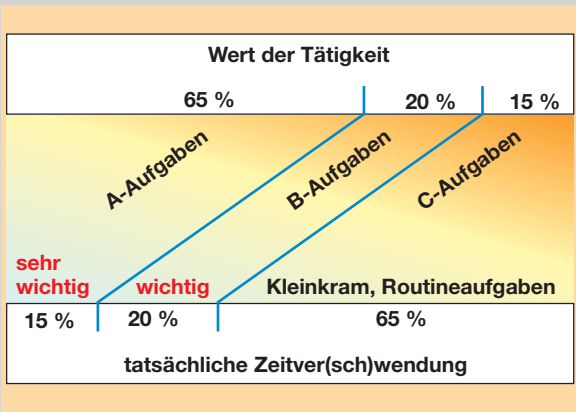 Wert der Tätigkeit
65 % 20 % 15 %
A-Aufgaben B-Aufgaben C-Aufgaben
sehr
wichtig wichtig Kleinkram, Routineaufgaben
15 % 20 % 65 %
tatsächliche Zeitver(sch)wendung